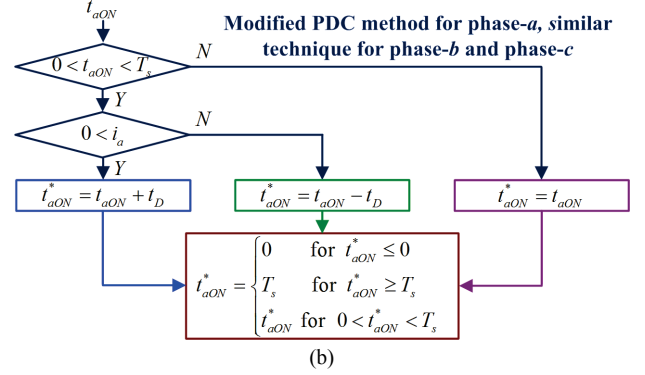 t_aON
Modified PDC method for phase-a, similar
technique for phase-b and phase-c
0 < t_aON < T_s
N
Y
0 < i_a
N
Y
t*_aON = t_aON + t_D
t*_aON = t_aON − t_D
t*_aON = t_aON
t*_aON = { 0 for t*_aON ≤ 0
T_s for t*_aON ≥ T_s
t*_aON for 0 < t*_aON < T_s
(b)